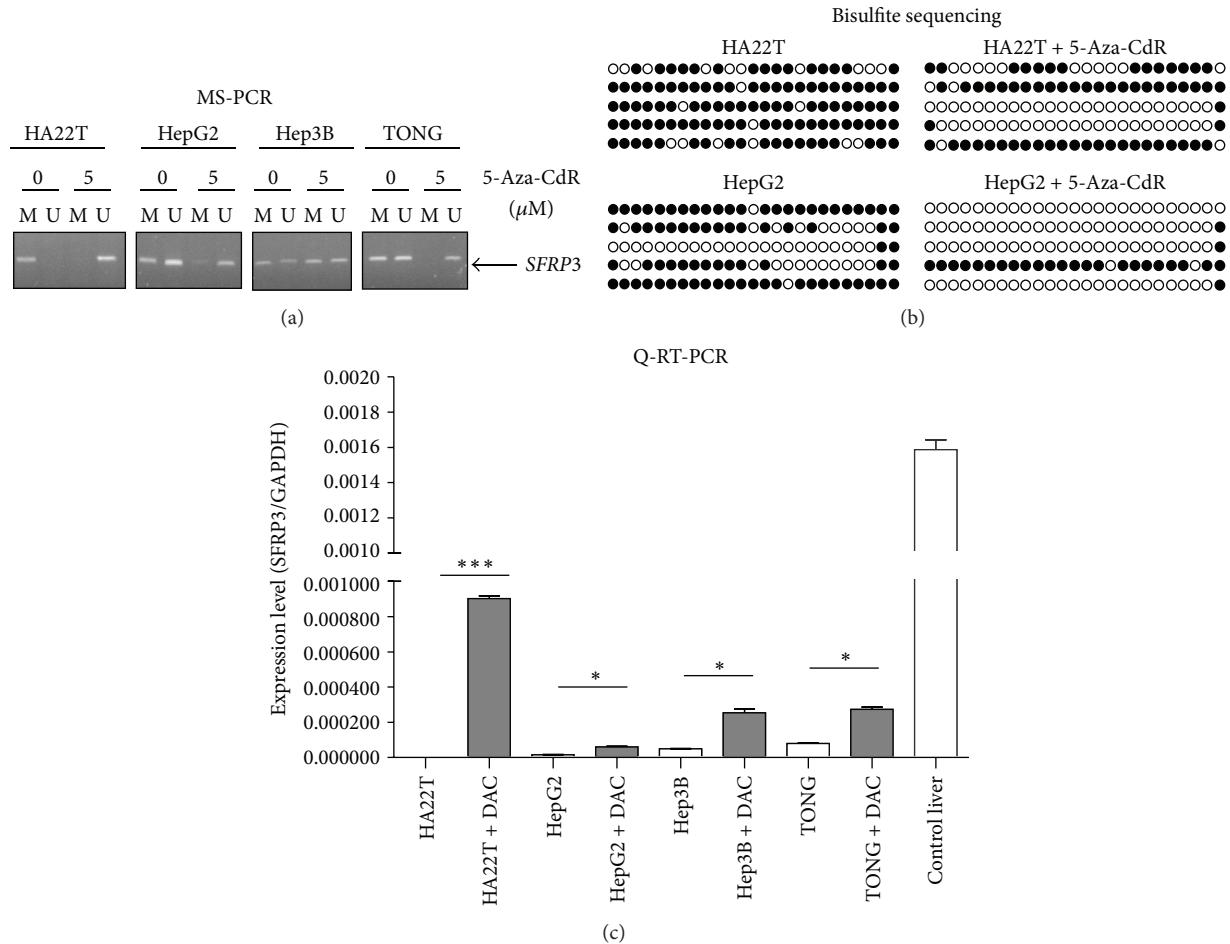 MS-PCR
HA22T HepG2 Hep3B TONG
0 5 0 5 0 5 0 5 5-Aza-CdR
M U M U M U M U M U M U M U M U (μM)
SFRP3
(a)
Bisulfite sequencing
HA22T HA22T + 5-Aza-CdR
HepG2 HepG2 + 5-Aza-CdR
(b)
Q-RT-PCR
Expression level (SFRP3/GAPDH)
0.0020
0.0018
0.0016
0.0014
0.0012
0.0010
0.001000
0.000800
0.000600
0.000400
0.000200
0.000000
***
*
*
*
HA22T
HA22T + DAC
HepG2
HepG2 + DAC
Hep3B
Hep3B + DAC
TONG
TONG + DAC
Control liver
(c)